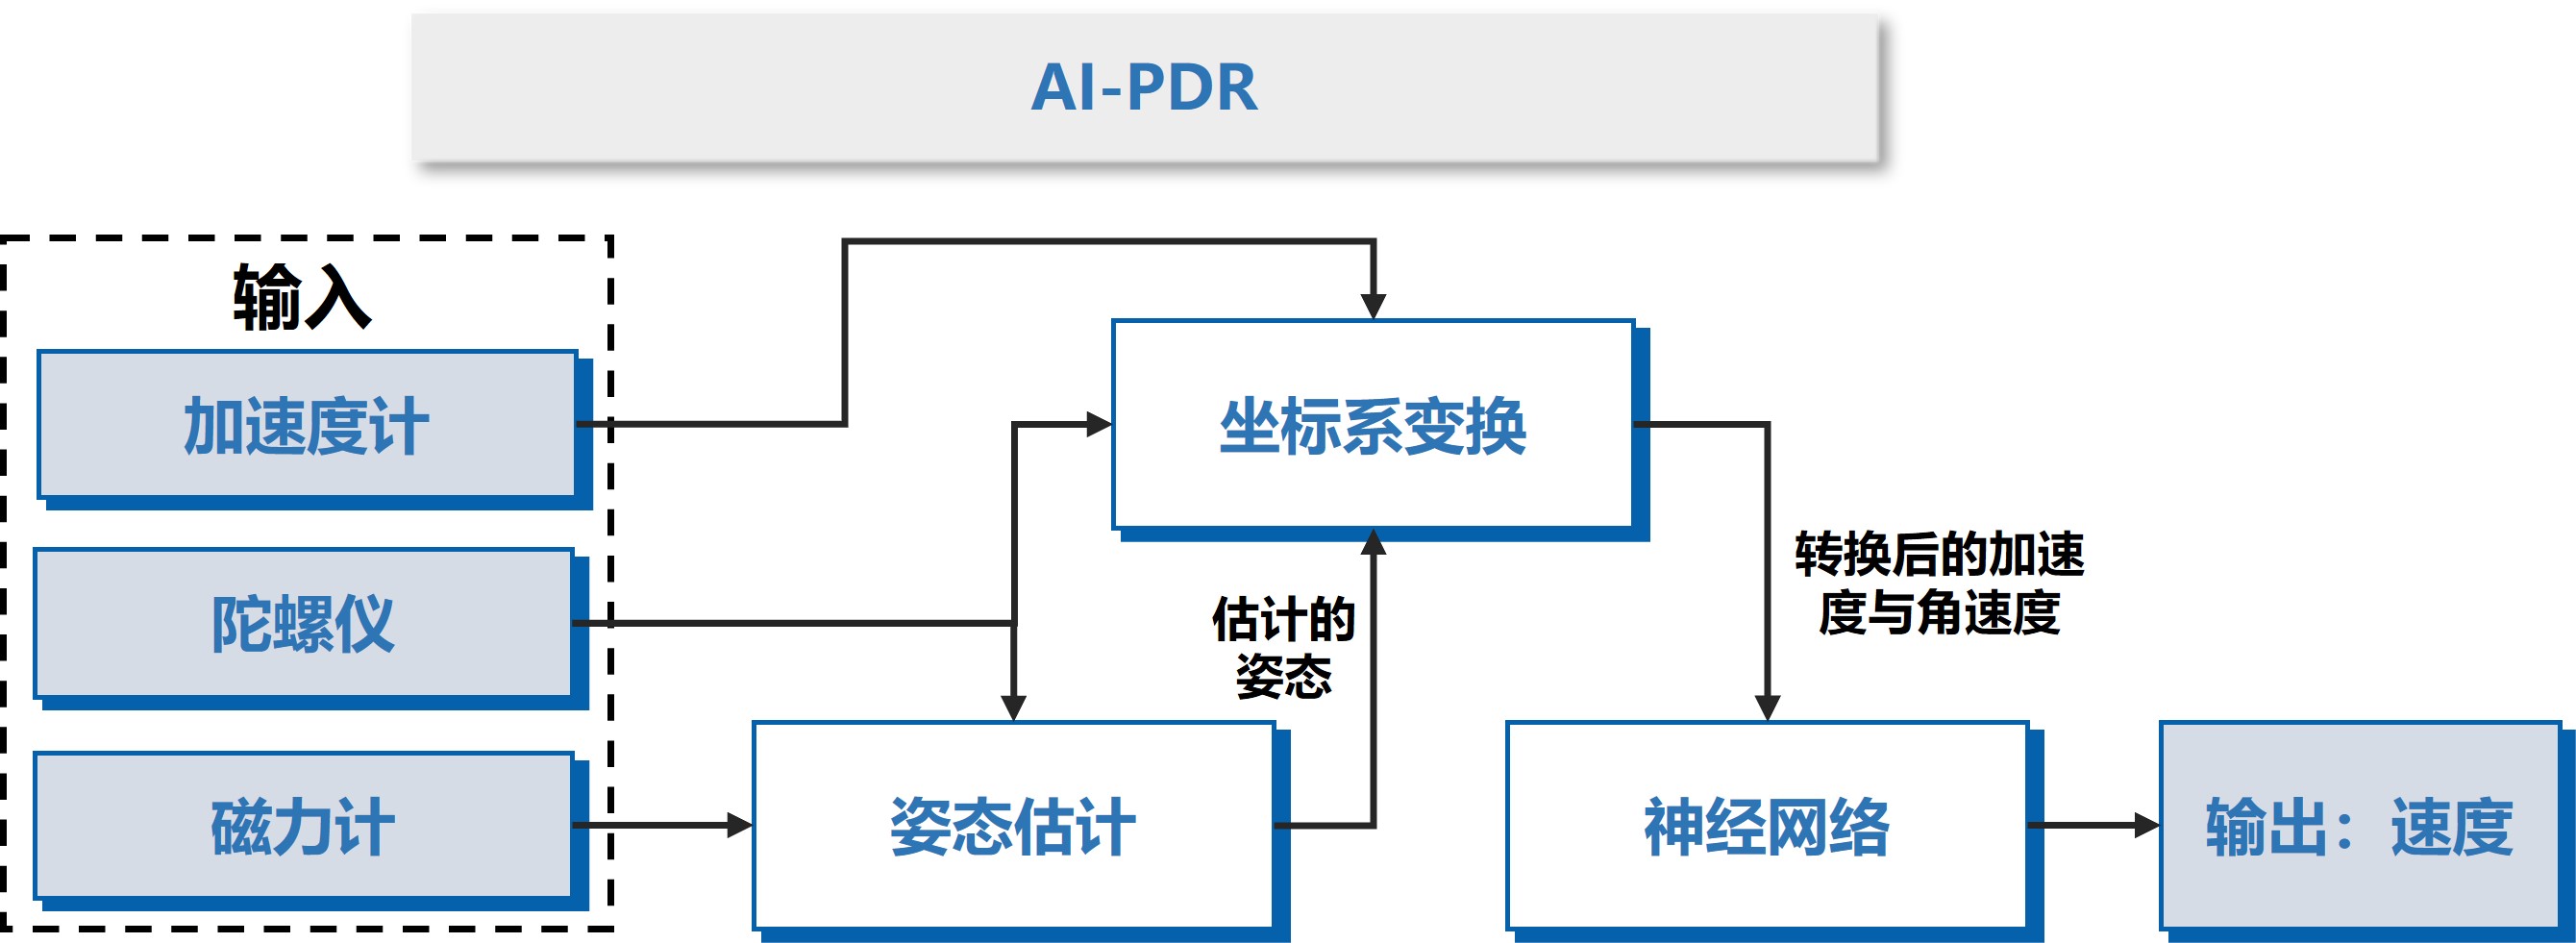 AI-PDR
输入
加速度计
陀螺仪
磁力计
坐标系变换
估计的
姿态
姿态估计
转换后的加速
度与角速度
神经网络
输出：速度